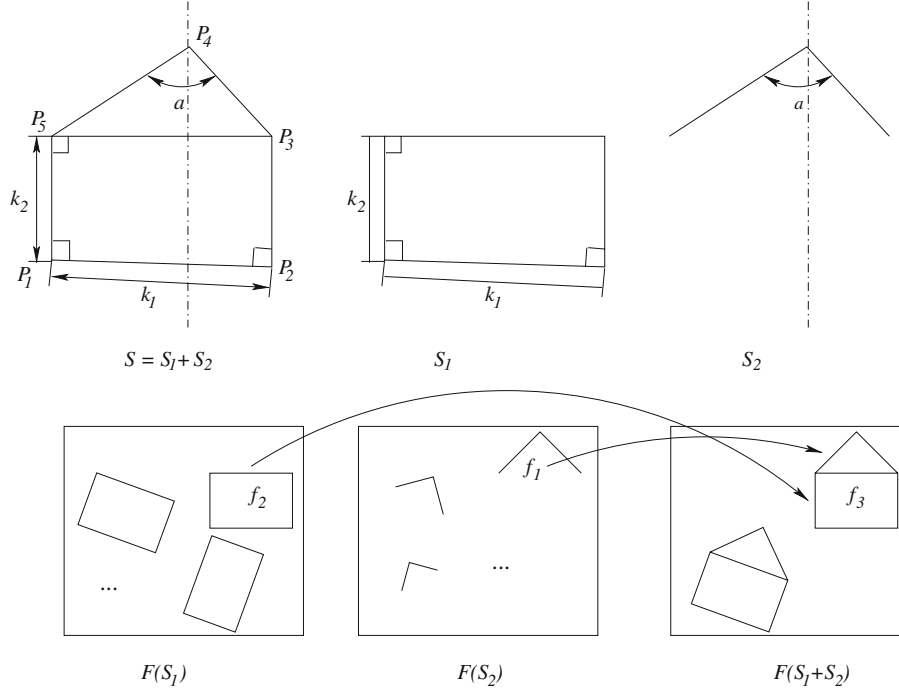 P₄
a
P₅
P₃
k₂
P₁
P₂
k₁
S = S₁+ S₂
k₂
k₁
S₁
a
S₂
f₂
...
F(S₁)
f₁
...
F(S₂)
f₃
F(S₁+S₂)